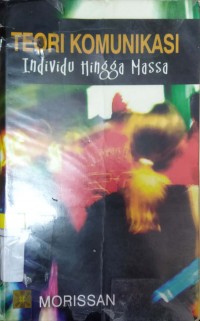 TEORI KOMUNIKASI
Individu Hingga Massa
MORISSAN